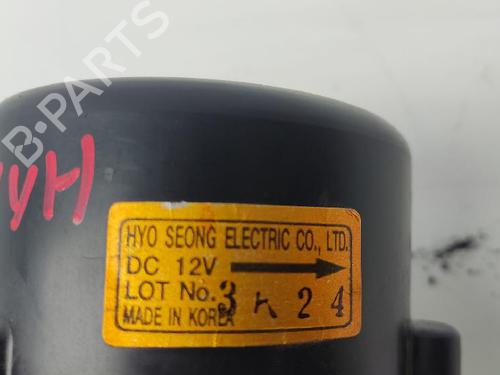 B-PARTS
HYO SEONG ELECTRIC CO., LTD.
DC 12V
LOT No. 3 K 2 4
MADE IN KOREA